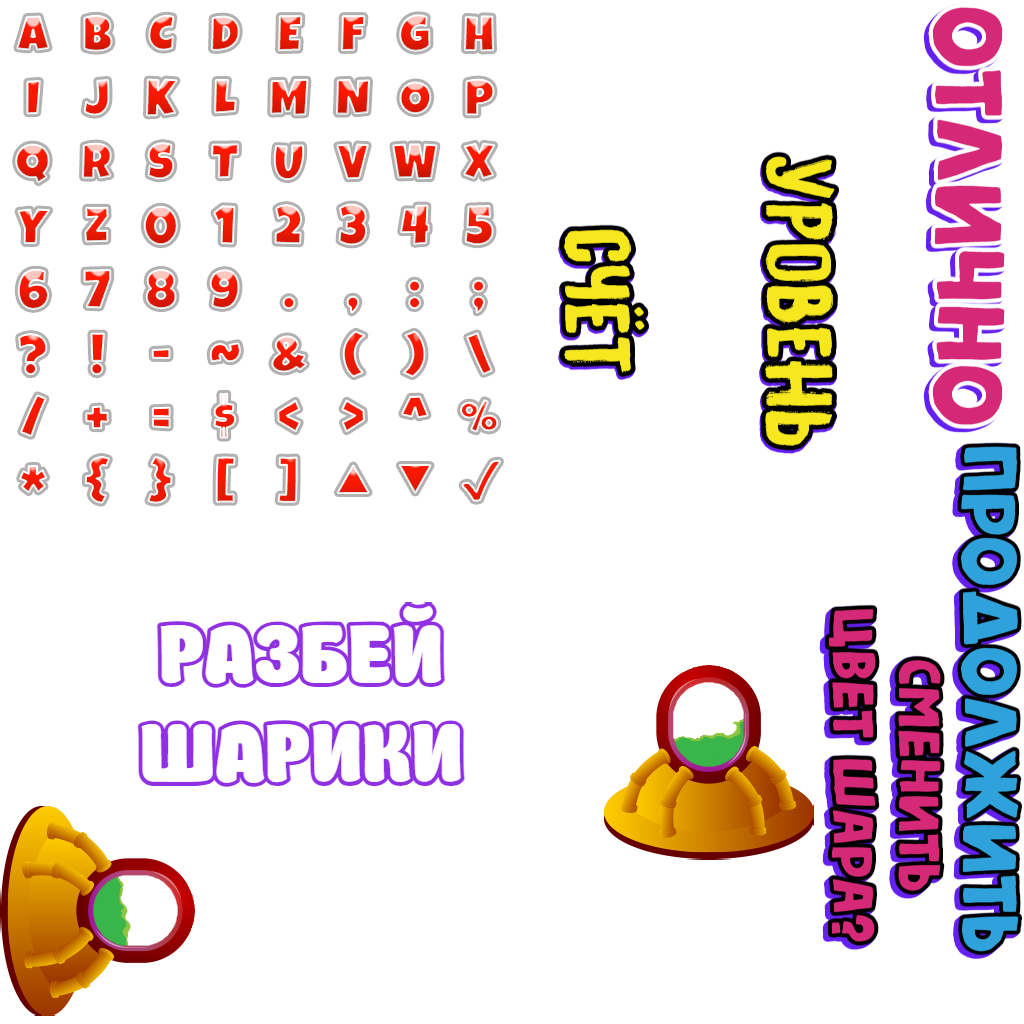 A B C D E F G H
I J K L M N O P
Q R S T U V W X
Y Z 0 1 2 3 4 5
6 7 8 9 . , : ;
? ! - ~ & ( ) \
/ + = $ < > ^ %
* { } [ ] ▲ ▼ ✓
СЧЁТ
УРОВЕНЬ
ОТЛИЧНО
ПРОДОЛЖИТЬ
СМЕНИТЬ
ЦВЕТ ШАРА?
РАЗБЕЙ
ШАРИКИ